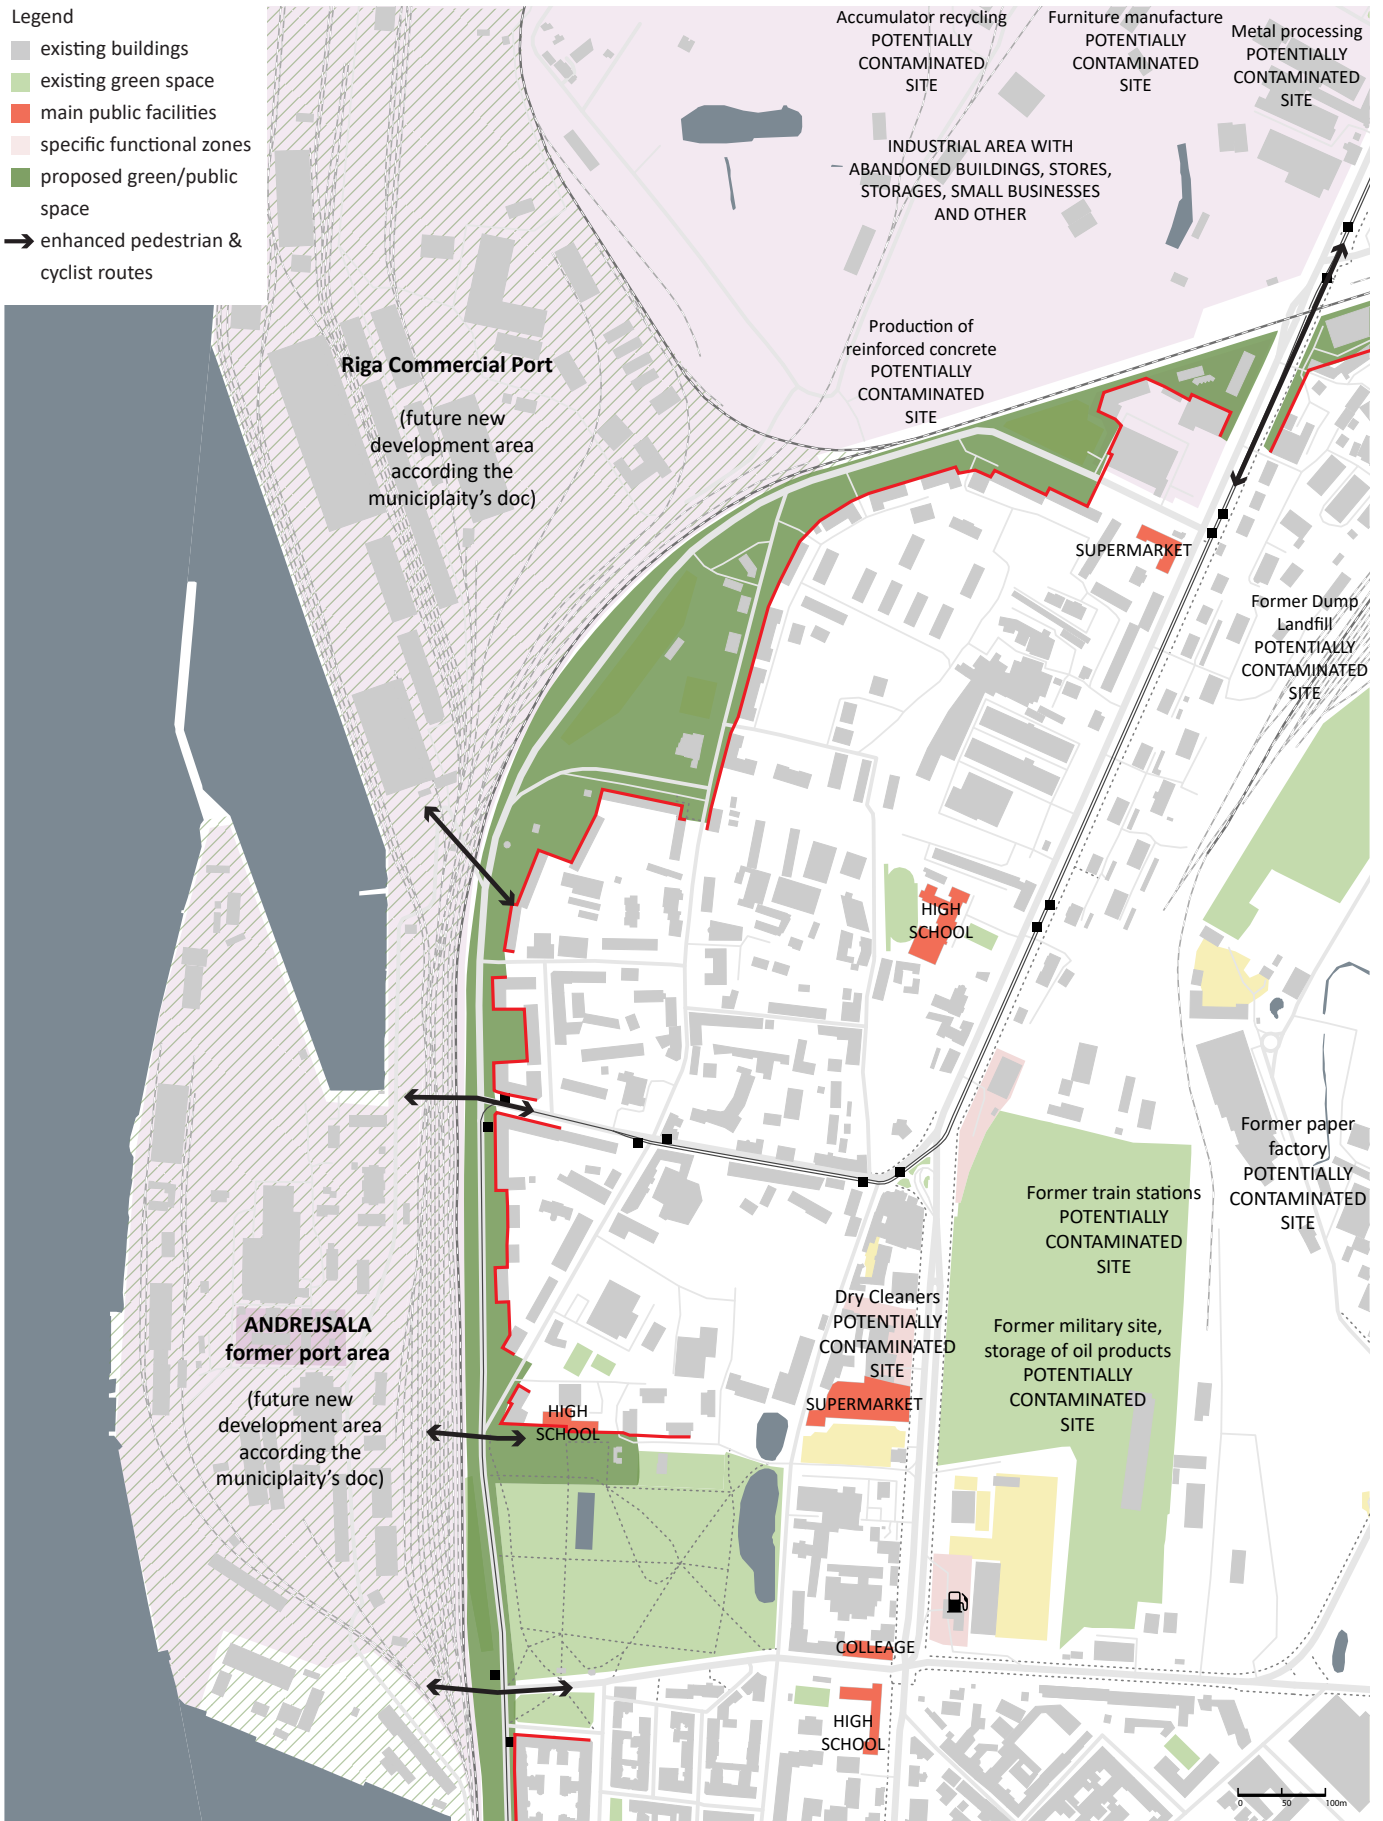 Legend
existing buildings
existing green space
main public facilities
specific functional zones
proposed green/public
space
enhanced pedestrian &
cyclist routes
Accumulator recycling
POTENTIALLY
CONTAMINATED
SITE
Furniture manufacture
POTENTIALLY
CONTAMINATED
SITE
Metal processing
POTENTIALLY
CONTAMINATED
SITE
INDUSTRIAL AREA WITH
ABANDONED BUILDINGS, STORES,
STORAGES, SMALL BUSINESSES
AND OTHER
Production of
reinforced concrete
POTENTIALLY
CONTAMINATED
SITE
Riga Commercial Port
(future new
development area
according the
municiplaity's doc)
SUPERMARKET
Former Dump
Landfill
POTENTIALLY
CONTAMINATED
SITE
HIGH
SCHOOL
Former paper
factory
POTENTIALLY
CONTAMINATED
SITE
Former train stations
POTENTIALLY
CONTAMINATED
SITE
Dry Cleaners
POTENTIALLY
CONTAMINATED
SITE
Former military site,
storage of oil products
POTENTIALLY
CONTAMINATED
SITE
ANDREJSALA
former port area
(future new
development area
according the
municiplaity's doc)
SUPERMARKET
HIGH
SCHOOL
COLLEAGE
HIGH
SCHOOL
0 50 100m